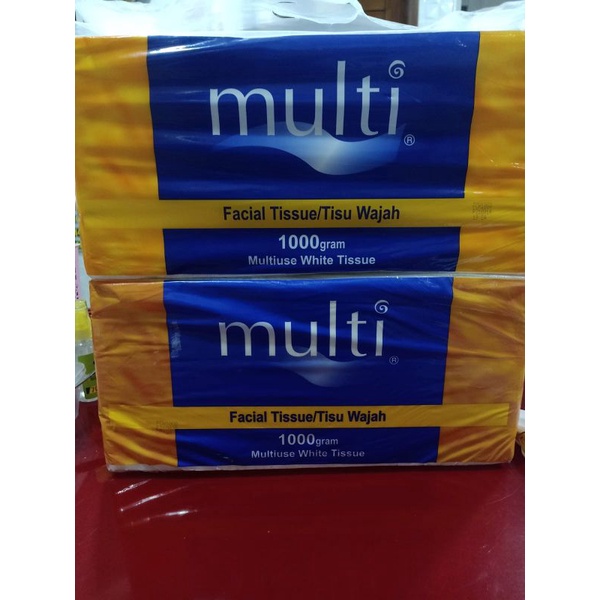 multi®
Facial Tissue/Tisu Wajah
1000gram
Multiuse White Tissue
multi®
Facial Tissue/Tisu Wajah
1000gram
Multiuse White Tissue